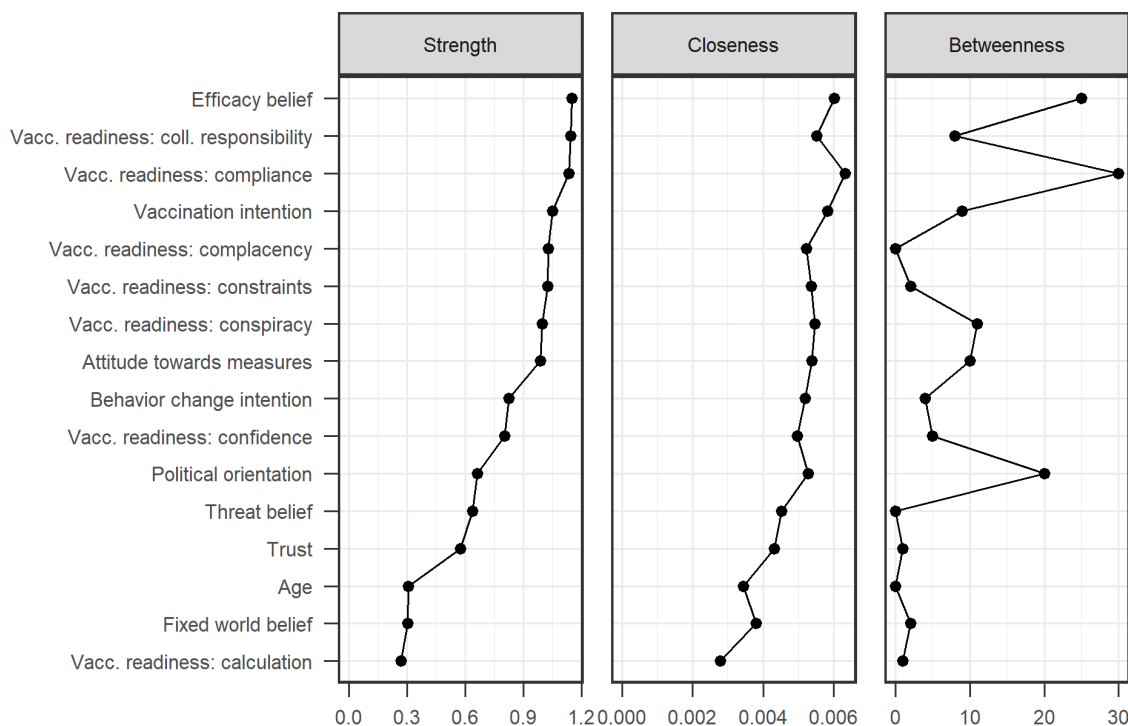 Strength Closeness Betweenness
Efficacy belief
Vacc. readiness: coll. responsibility
Vacc. readiness: compliance
Vaccination intention
Vacc. readiness: complacency
Vacc. readiness: constraints
Vacc. readiness: conspiracy
Attitude towards measures
Behavior change intention
Vacc. readiness: confidence
Political orientation
Threat belief
Trust
Age
Fixed world belief
Vacc. readiness: calculation
0.0 0.3 0.6 0.9 1.2 0.000 0.002 0.004 0.006 0 10 20 30